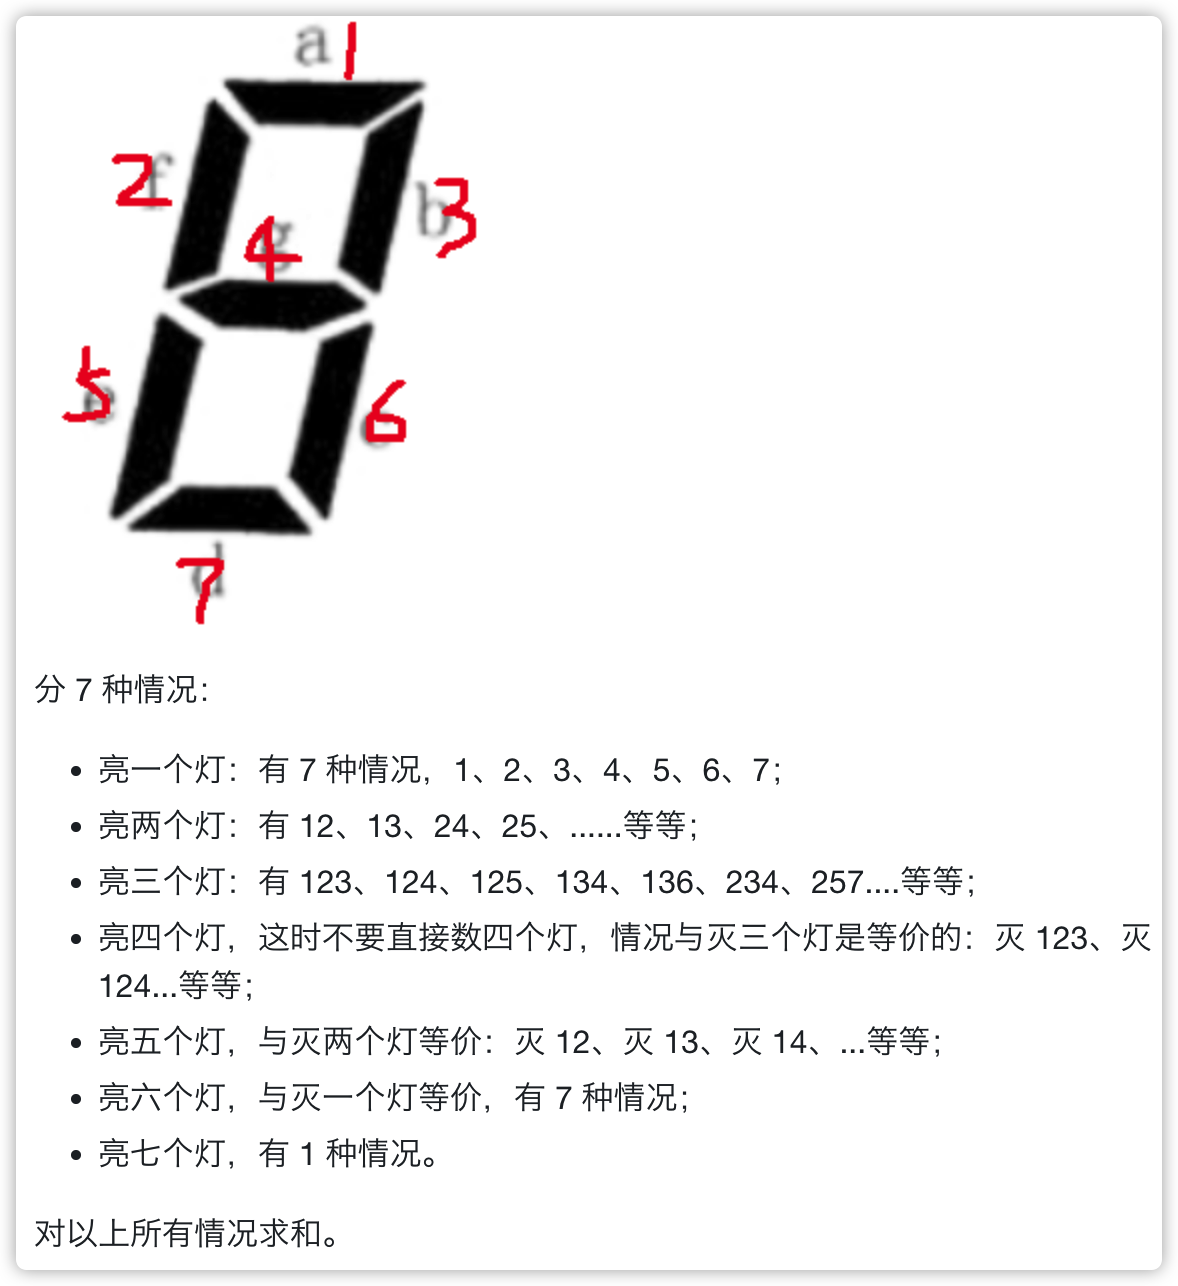 a 1
2 f
b 3
g 4
5 e
6
7 d
分 7 种情况：
• 亮一个灯：有 7 种情况，1、2、3、4、5、6、7；
• 亮两个灯：有 12、13、24、25、......等等；
• 亮三个灯：有 123、124、125、134、136、234、257....等等；
• 亮四个灯，这时不要直接数四个灯，情况与灭三个灯是等价的：灭 123、灭
124...等等；
• 亮五个灯，与灭两个灯等价：灭 12、灭 13、灭 14、...等等；
• 亮六个灯，与灭一个灯等价，有 7 种情况；
• 亮七个灯，有 1 种情况。
对以上所有情况求和。